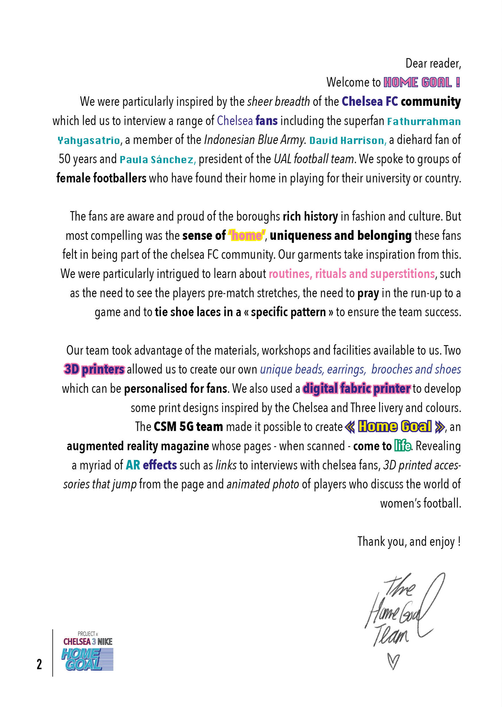 Dear reader,
Welcome to HOME GOAL !
We were particularly inspired by the sheer breadth of the Chelsea FC community
which led us to interview a range of Chelsea fans including the superfan Fathurrahman
Yahyasatrio, a member of the Indonesian Blue Army. David Harrison, a diehard fan of
50 years and Paula Sánchez, president of the UAL football team. We spoke to groups of
female footballers who have found their home in playing for their university or country.
The fans are aware and proud of the boroughs rich history in fashion and culture. But
most compelling was the sense of 'home', uniqueness and belonging these fans
felt in being part of the chelsea FC community. Our garments take inspiration from this.
We were particularly intrigued to learn about routines, rituals and superstitions, such
as the need to see the players pre-match stretches, the need to pray in the run-up to a
game and to tie shoe laces in a « specific pattern » to ensure the team success.
Our team took advantage of the materials, workshops and facilities available to us. Two
3D printers allowed us to create our own unique beads, earrings, brooches and shoes
which can be personalised for fans. We also used a digital fabric printer to develop
some print designs inspired by the Chelsea and Three livery and colours.
The CSM 5G team made it possible to create « Home Goal », an
augmented reality magazine whose pages - when scanned - come to life. Revealing
a myriad of AR effects such as links to interviews with chelsea fans, 3D printed acces-
sories that jump from the page and animated photo of players who discuss the world of
women's football.
Thank you, and enjoy !
The
Home Goal
Team
PROJECT x
CHELSEA 3 NIKE
HOME
GOAL
2